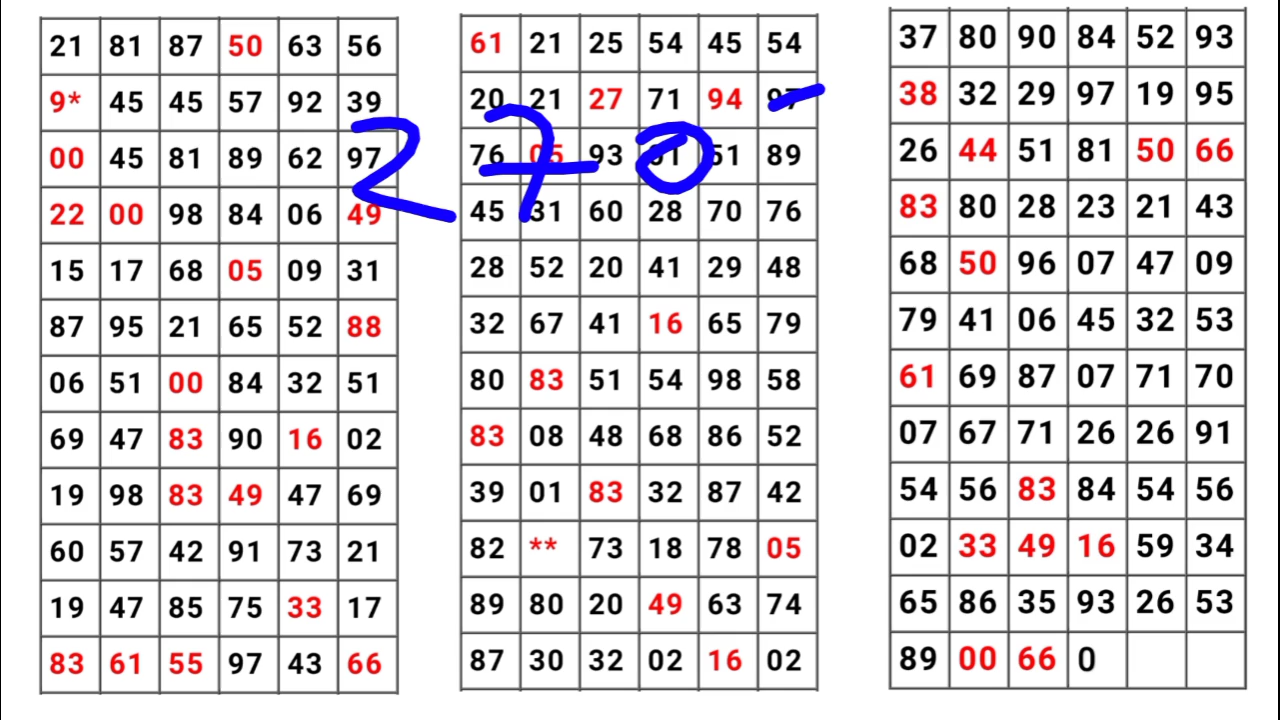 21 81 87 50 63 56
9* 45 45 57 92 39
00 45 81 89 62 97
22 00 98 84 06 49
15 17 68 05 09 31
87 95 21 65 52 88
06 51 00 84 32 51
69 47 83 90 16 02
19 98 83 49 47 69
60 57 42 91 73 21
19 47 85 75 33 17
83 61 55 97 43 66
61 21 25 54 45 54
20 21 27 71 94 97
76 05 93 61 51 89
45 31 60 28 70 76
28 52 20 41 29 48
32 67 41 16 65 79
80 83 51 54 98 58
83 08 48 68 86 52
39 01 83 32 87 42
82 ** 73 18 78 05
89 80 20 49 63 74
87 30 32 02 16 02
37 80 90 84 52 93
38 32 29 97 19 95
26 44 51 81 50 66
83 80 28 23 21 43
68 50 96 07 47 09
79 41 06 45 32 53
61 69 87 07 71 70
07 67 71 26 26 91
54 56 83 84 54 56
02 33 49 16 59 34
65 86 35 93 26 53
89 00 66 0
2 7 0